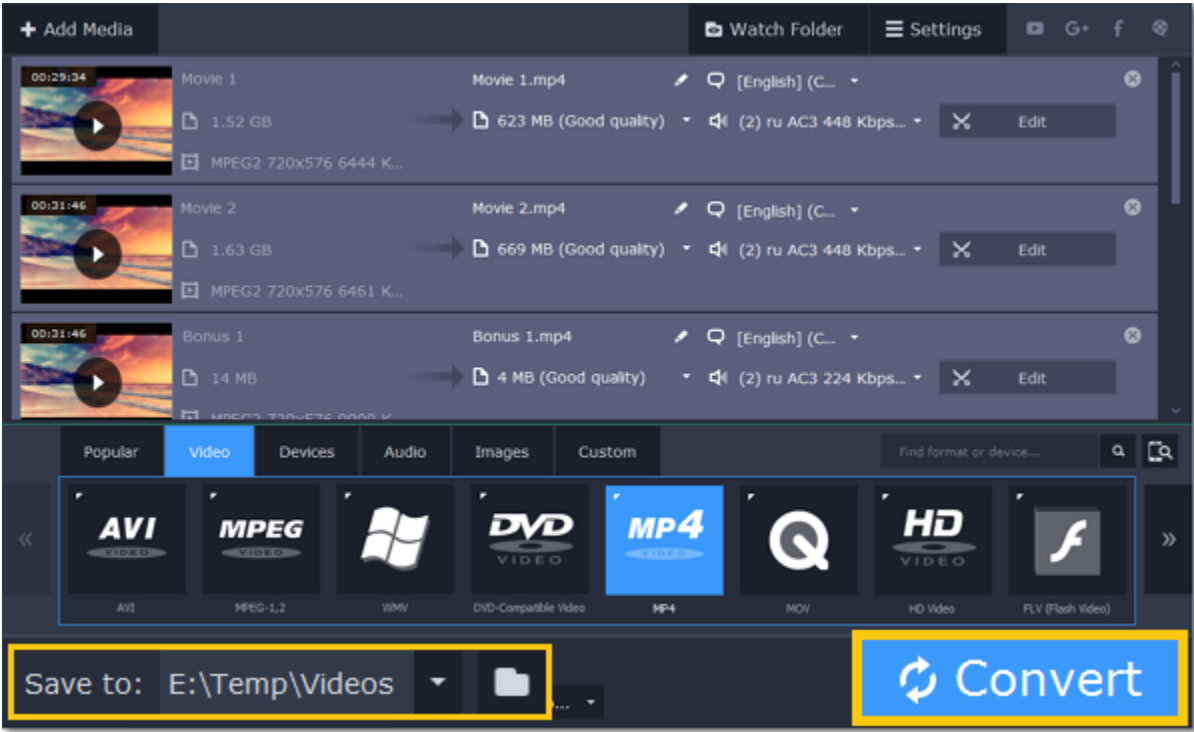 Add Media
Watch Folder
Settings
G+
f
00:29:34
Movie 1
Movie 1.mp4
[English] (C...
1.52 GB
623 MB (Good quality)
(2) ru AC3 448 Kbps...
Edit
MPEG2 720x576 6444 K...
00:31:46
Movie 2
Movie 2.mp4
[English] (C...
1.63 GB
669 MB (Good quality)
(2) ru AC3 448 Kbps...
Edit
MPEG2 720x576 6461 K...
00:31:46
Bonus 1
Bonus 1.mp4
[English] (C...
14 MB
4 MB (Good quality)
(2) ru AC3 224 Kbps...
Edit
MPEG2 720x576 9000 K
Popular
Video
Devices
Audio
Images
Custom
Find format or device....
AVI
VIDEO
MPEG
VIDEO
DVD
VIDEO
MP4
VIDEO
HD
VIDEO
AVI
MPEG-1,2
WMV
DVD-Compatible Video
MP4
MOV
HD Video
FLV (Flash Video)
Save to:
E:\Temp\Videos
Convert